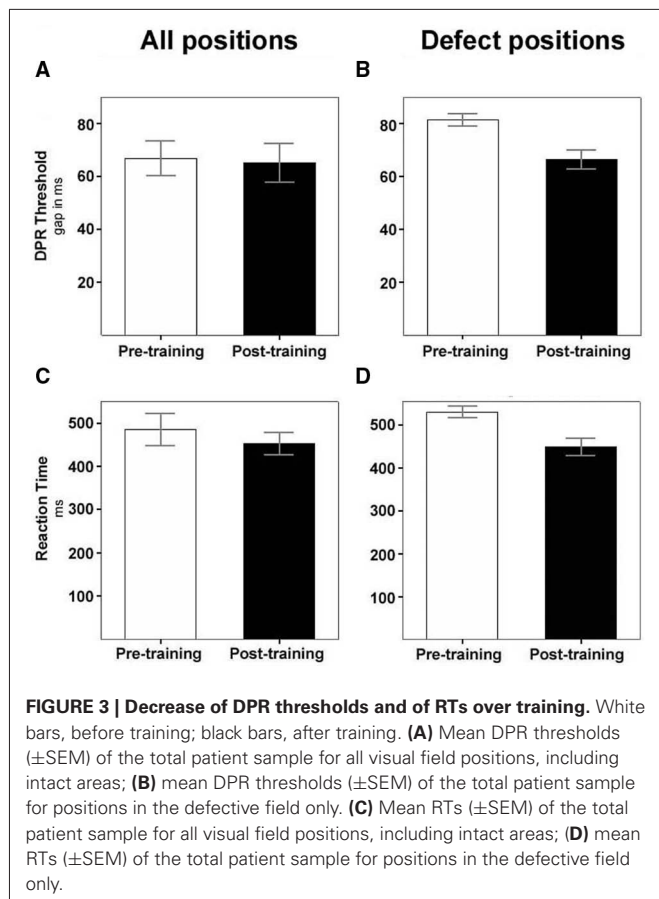 All positions
Defect positions
A
B
DPR Threshold
gap in ms
80
60
40
20
80
60
40
20
Pre-training
Post-training
Pre-training
Post-training
C
D
Reaction Time
ms
500
400
300
200
100
500
400
300
200
100
Pre-training
Post-training
Pre-training
Post-training
FIGURE 3 | Decrease of DPR thresholds and of RTs over training. White
bars, before training; black bars, after training. (A) Mean DPR thresholds
(±SEM) of the total patient sample for all visual field positions, including
intact areas; (B) mean DPR thresholds (±SEM) of the total patient sample
for positions in the defective field only. (C) Mean RTs (±SEM) of the total
patient sample for all visual field positions, including intact areas; (D) mean
RTs (±SEM) of the total patient sample for positions in the defective field
only.